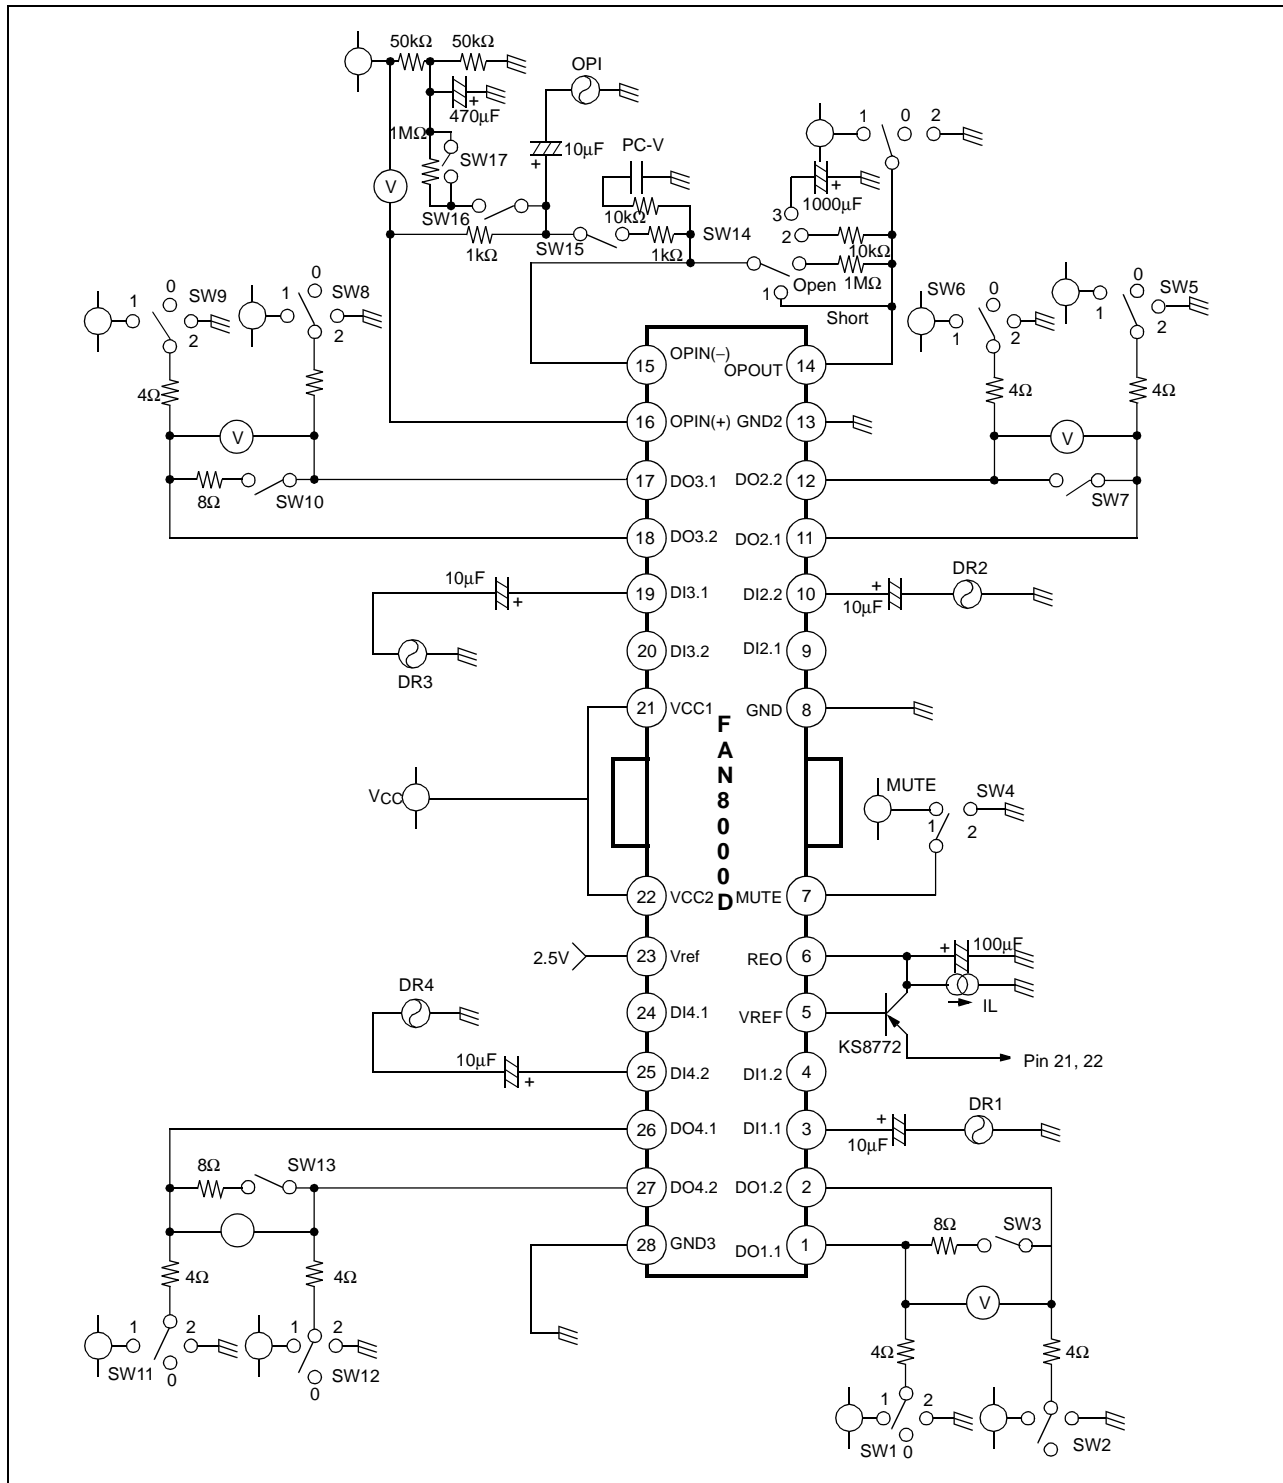 50kΩ 50kΩ
OPI
470µF
1MΩ
SW17
10µF
PC-V
1 0 2
V
1000µF
3
SW16
10kΩ
SW14
2
10kΩ
1kΩ
SW15
1kΩ
Open
1MΩ
1
Short
0
SW9
1
2
0
SW8
1
2
SW6
0
1
2
0
SW5
1
2
4Ω
4Ω
4Ω
V
V
8Ω
SW10
SW7
15 OPIN(−)
OPOUT 14
16 OPIN(+)
GND2 13
17 DO3.1
DO2.2 12
18 DO3.2
DO2.1 11
10µF
+
19 DI3.1
DI2.2 10
+
10µF
DR2
20 DI3.2
DI2.1 9
DR3
21 VCC1
GND 8
FAN8000D
VCC
MUTE
SW4
1
2
22 VCC2
MUTE 7
2.5V
23 Vref
REO 6
+
100µF
IL
DR4
24 DI4.1
VREF 5
KS8772
Pin 21, 22
10µF
+
25 DI4.2
DI1.2 4
26 DO4.1
DI1.1 3
+
10µF
DR1
8Ω
SW13
27 DO4.2
DO1.2 2
28 GND3
DO1.1 1
8Ω
SW3
V
4Ω
4Ω
4Ω
4Ω
1
2
SW11
0
1
2
SW12
0
1
2
SW1
0
SW2